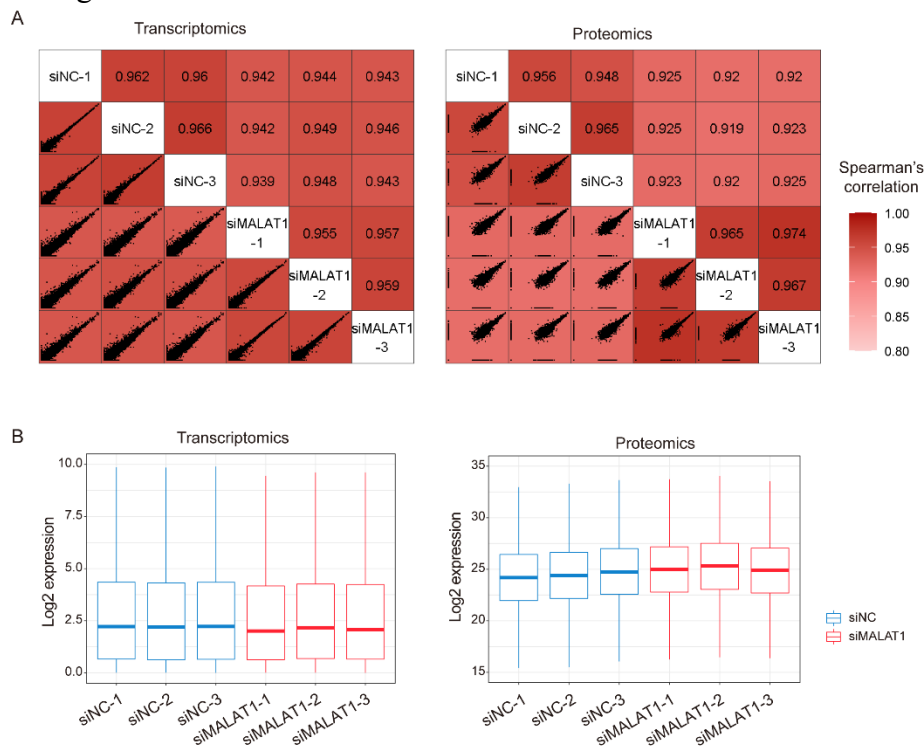 A
Transcriptomics
Proteomics
siNC-1 0.962 0.96 0.942 0.944 0.943
siNC-2 0.966 0.942 0.949 0.946
siNC-3 0.939 0.948 0.943
siMALAT1
-1 0.955 0.957
siMALAT1
-2 0.959
siMALAT1
-3
siNC-1 0.956 0.948 0.925 0.92 0.92
siNC-2 0.965 0.925 0.919 0.923
siNC-3 0.923 0.92 0.925
siMALAT1
-1 0.965 0.974
siMALAT1
-2 0.967
siMALAT1
-3
Spearman's
correlation
1.00
0.95
0.90
0.85
0.80
B
Transcriptomics
Log2 expression
10.0
7.5
5.0
2.5
0.0
siNC-1 siNC-2 siNC-3 siMALAT1-1 siMALAT1-2 siMALAT1-3
Proteomics
Log2 expression
35
30
25
20
15
siNC-1 siNC-2 siNC-3 siMALAT1-1 siMALAT1-2 siMALAT1-3
siNC
siMALAT1